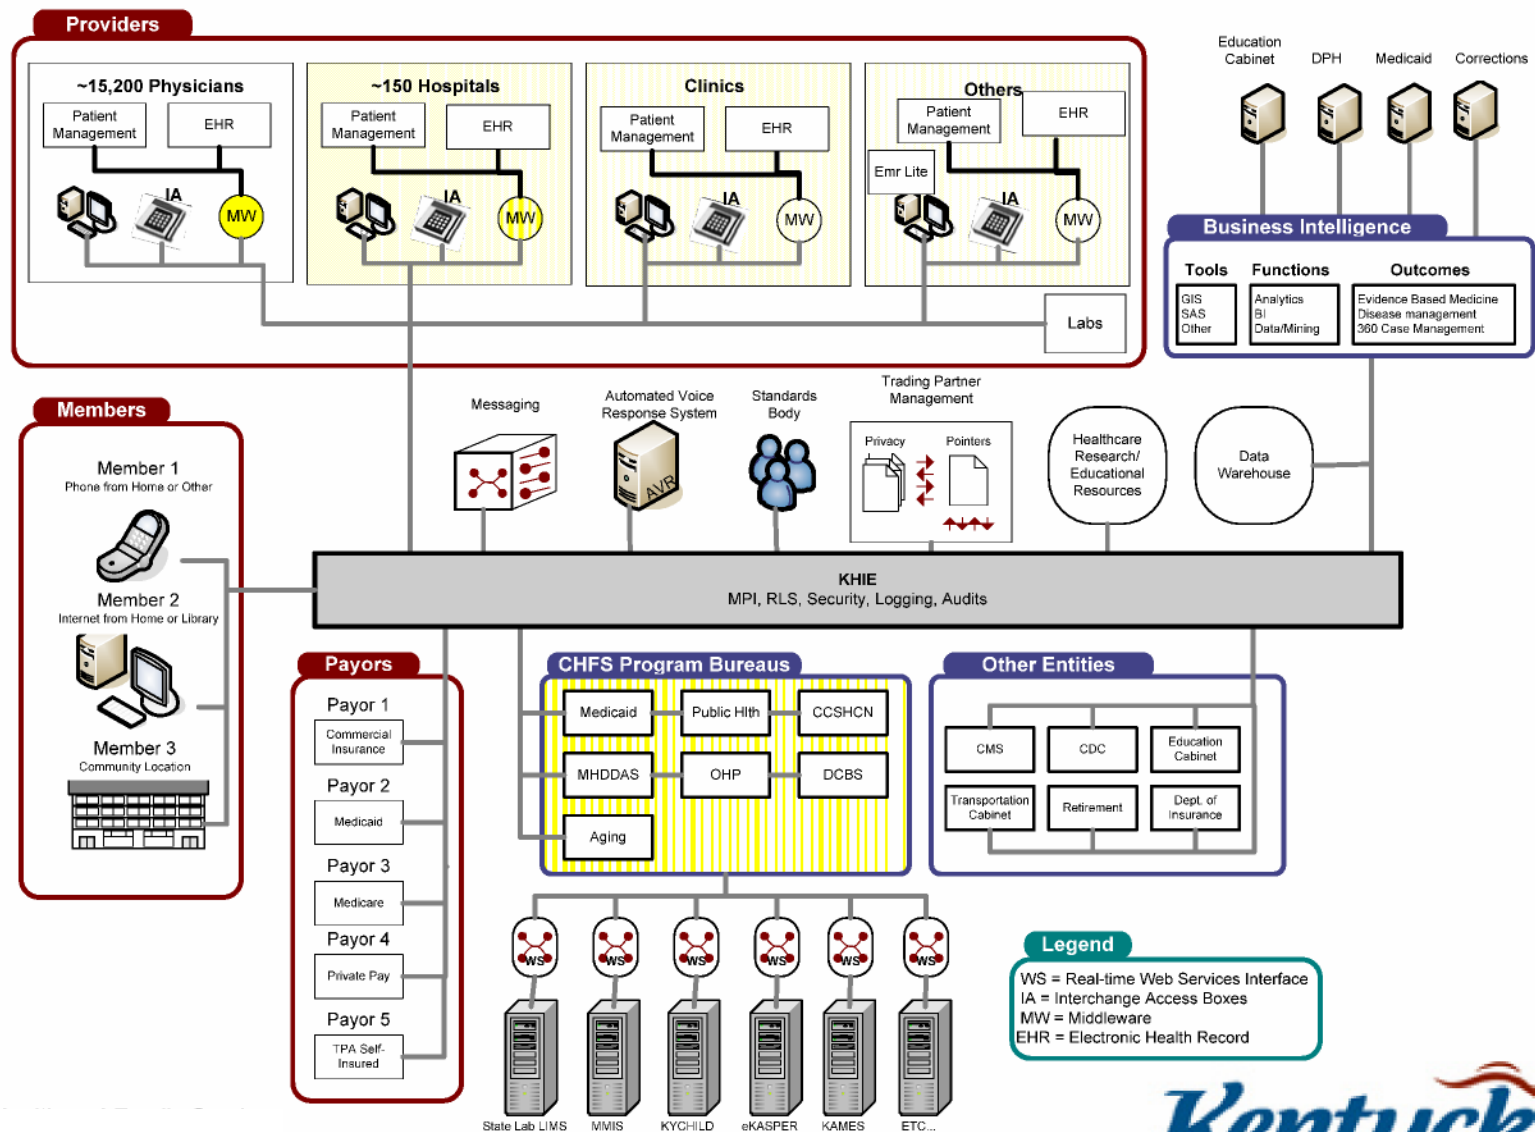 Providers
~15,200 Physicians
Patient
Management
EHR
IA
MW
~150 Hospitals
Patient
Management
EHR
IA
MW
Clinics
Patient
Management
EHR
IA
MW
Others
Patient
Management
EHR
Emr Lite
IA
MW
Labs
Education
Cabinet
DPH
Medicaid
Corrections
Business Intelligence
Tools
GIS
SAS
Other
Functions
Analytics
BI
Data/Mining
Outcomes
Evidence Based Medicine
Disease management
360 Case Management
Members
Member 1
Phone from Home or Other
Member 2
Internet from Home or Library
Member 3
Community Location
Messaging
Automated Voice
Response System
AVR
Standards
Body
Trading Partner
Management
Privacy
Pointers
Healthcare
Research/
Educational
Resources
Data
Warehouse
KHIE
MPI, RLS, Security, Logging, Audits
Payors
Payor 1
Commercial
Insurance
Payor 2
Medicaid
Payor 3
Medicare
Payor 4
Private Pay
Payor 5
TPA Self-
Insured
CHFS Program Bureaus
Medicaid
Public Hlth
CCSHCN
MHDDAS
OHP
DCBS
Aging
WS
WS
WS
WS
WS
WS
State Lab LIMS
MMIS
KYCHILD
eKASPER
KAMES
ETC...
Other Entities
CMS
CDC
Education
Cabinet
Transportation
Cabinet
Retirement
Dept. of
Insurance
Legend
WS = Real-time Web Services Interface
IA = Interchange Access Boxes
MW = Middleware
EHR = Electronic Health Record
Kentuck